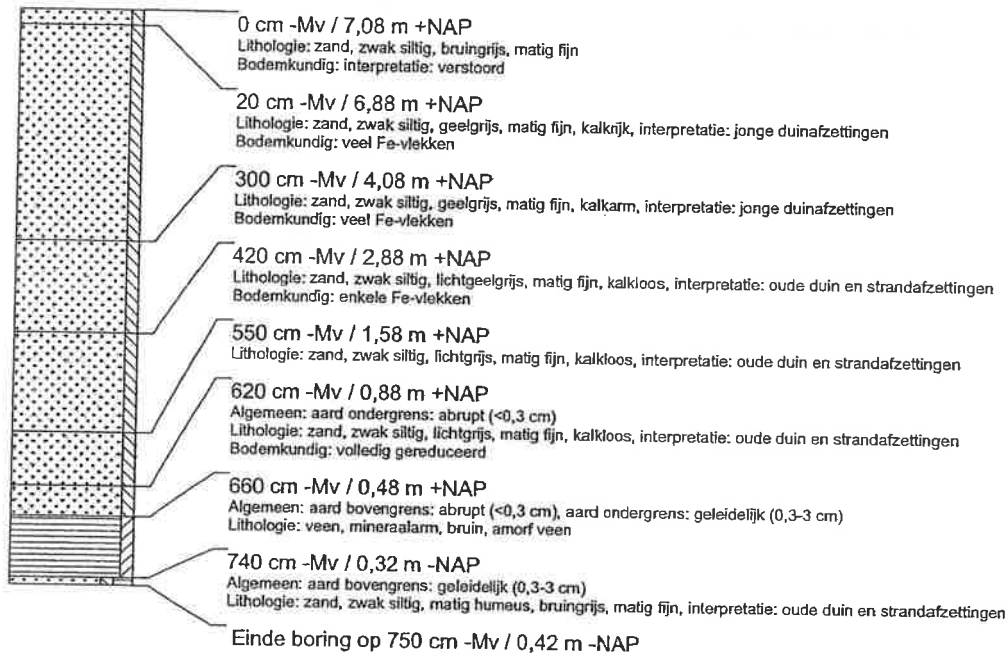 0 cm -Mv / 7,08 m +NAP
Lithologie: zand, zwak siltig, bruingrijs, matig fijn
Bodemkundig: interpretatie: verstoord
20 cm -Mv / 6,88 m +NAP
Lithologie: zand, zwak siltig, geelgrijs, matig fijn, kalkrijk, interpretatie: jonge duinafzettingen
Bodemkundig: veel Fe-vlekken
300 cm -Mv / 4,08 m +NAP
Lithologie: zand, zwak siltig, geelgrijs, matig fijn, kalkarm, interpretatie: jonge duinafzettingen
Bodemkundig: veel Fe-vlekken
420 cm -Mv / 2,88 m +NAP
Lithologie: zand, zwak siltig, lichtgeelgrijs, matig fijn, kalkloos, interpretatie: oude duin en strandafzettingen
Bodemkundig: enkele Fe-vlekken
550 cm -Mv / 1,58 m +NAP
Lithologie: zand, zwak siltig, lichtgrijs, matig fijn, kalkloos, interpretatie: oude duin en strandafzettingen
620 cm -Mv / 0,88 m +NAP
Algemeen: aard ondergrens: abrupt (<0,3 cm)
Lithologie: zand, zwak siltig, lichtgrijs, matig fijn, kalkloos, interpretatie: oude duin en strandafzettingen
Bodemkundig: volledig gereduceerd
660 cm -Mv / 0,48 m +NAP
Algemeen: aard bovengrens: abrupt (<0,3 cm), aard ondergrens: geleidelijk (0,3-3 cm)
Lithologie: veen, mineraalarm, bruin, amorf veen
740 cm -Mv / 0,32 m -NAP
Algemeen: aard bovengrens: geleidelijk (0,3-3 cm)
Lithologie: zand, zwak siltig, matig humeus, bruingrijs, matig fijn, interpretatie: oude duin en strandafzettingen
Einde boring op 750 cm -Mv / 0,42 m -NAP